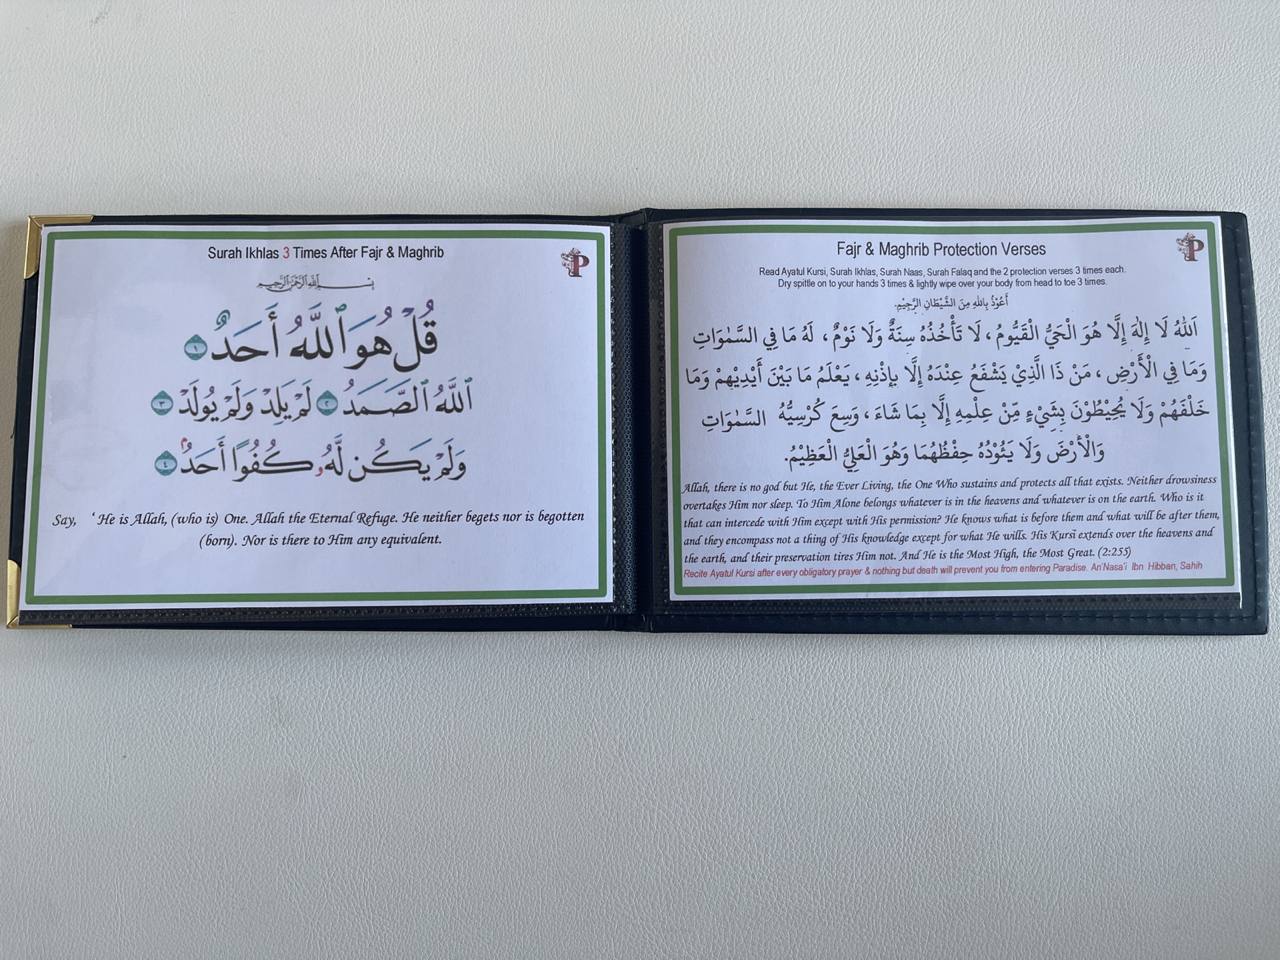 Surah Ikhlas 3 Times After Fajr & Maghrib
P
بِسْمِ ٱللَّهِ ٱلرَّحْمَٰنِ ٱلرَّحِيمِ
قُلْ هُوَ ٱللَّهُ أَحَدٌ ١
ٱللَّهُ ٱلصَّمَدُ ٢ لَمْ يَلِدْ وَلَمْ يُولَدْ ٣
وَلَمْ يَكُن لَّهُۥ كُفُوًا أَحَدٌۢ ٤
Say, ‘ He is Allah, (who is) One. Allah the Eternal Refuge. He neither begets nor is begotten
(born). Nor is there to Him any equivalent.
Fajr & Maghrib Protection Verses
P
Read Ayatul Kursi, Surah Ikhlas, Surah Naas, Surah Falaq and the 2 protection verses 3 times each.
Dry spittle on to your hands 3 times & lightly wipe over your body from head to toe 3 times.
أَعُوْذُ بِاللهِ مِنَ الشَّيْطَانِ الرَّجِيْمِ.
اَللهُ لَا إِلٰهَ إِلَّا هُوَ الْحَيُّ الْقَيُّومُ، لَا تَأْخُذُهُ سِنَةٌ وَلَا نَوْمٌ، لَهُ مَا فِي السَّمٰوَاتِ
وَمَا فِي الْأَرْضِ، مَنْ ذَا الَّذِيْ يَشْفَعُ عِنْدَهُ إِلَّا بِإِذْنِهِ، يَعْلَمُ مَا بَيْنَ أَيْدِيْهِمْ وَمَا
خَلْفَهُمْ وَلَا يُحِيْطُوْنَ بِشَيْءٍ مِّنْ عِلْمِهِ إِلَّا بِمَا شَاءَ، وَسِعَ كُرْسِيُّهُ السَّمٰوَاتِ
وَالْأَرْضَ وَلَا يَئُوْدُهُ حِفْظُهُمَا وَهُوَ الْعَلِيُّ الْعَظِيْمُ.
Allah, there is no god but He, the Ever Living, the One Who sustains and protects all that exists. Neither drowsiness
overtakes Him nor sleep. To Him Alone belongs whatever is in the heavens and whatever is on the earth. Who is it
that can intercede with Him except with His permission? He knows what is before them and what will be after them,
and they encompass not a thing of His knowledge except for what He wills. His Kursi extends over the heavens and
the earth, and their preservation tires Him not. And He is the Most High, the Most Great. (2:255)
Recite Ayatul Kursi after every obligatory prayer & nothing but death will prevent you from entering Paradise. An'Nasa'i Ibn Hibban, Sahih